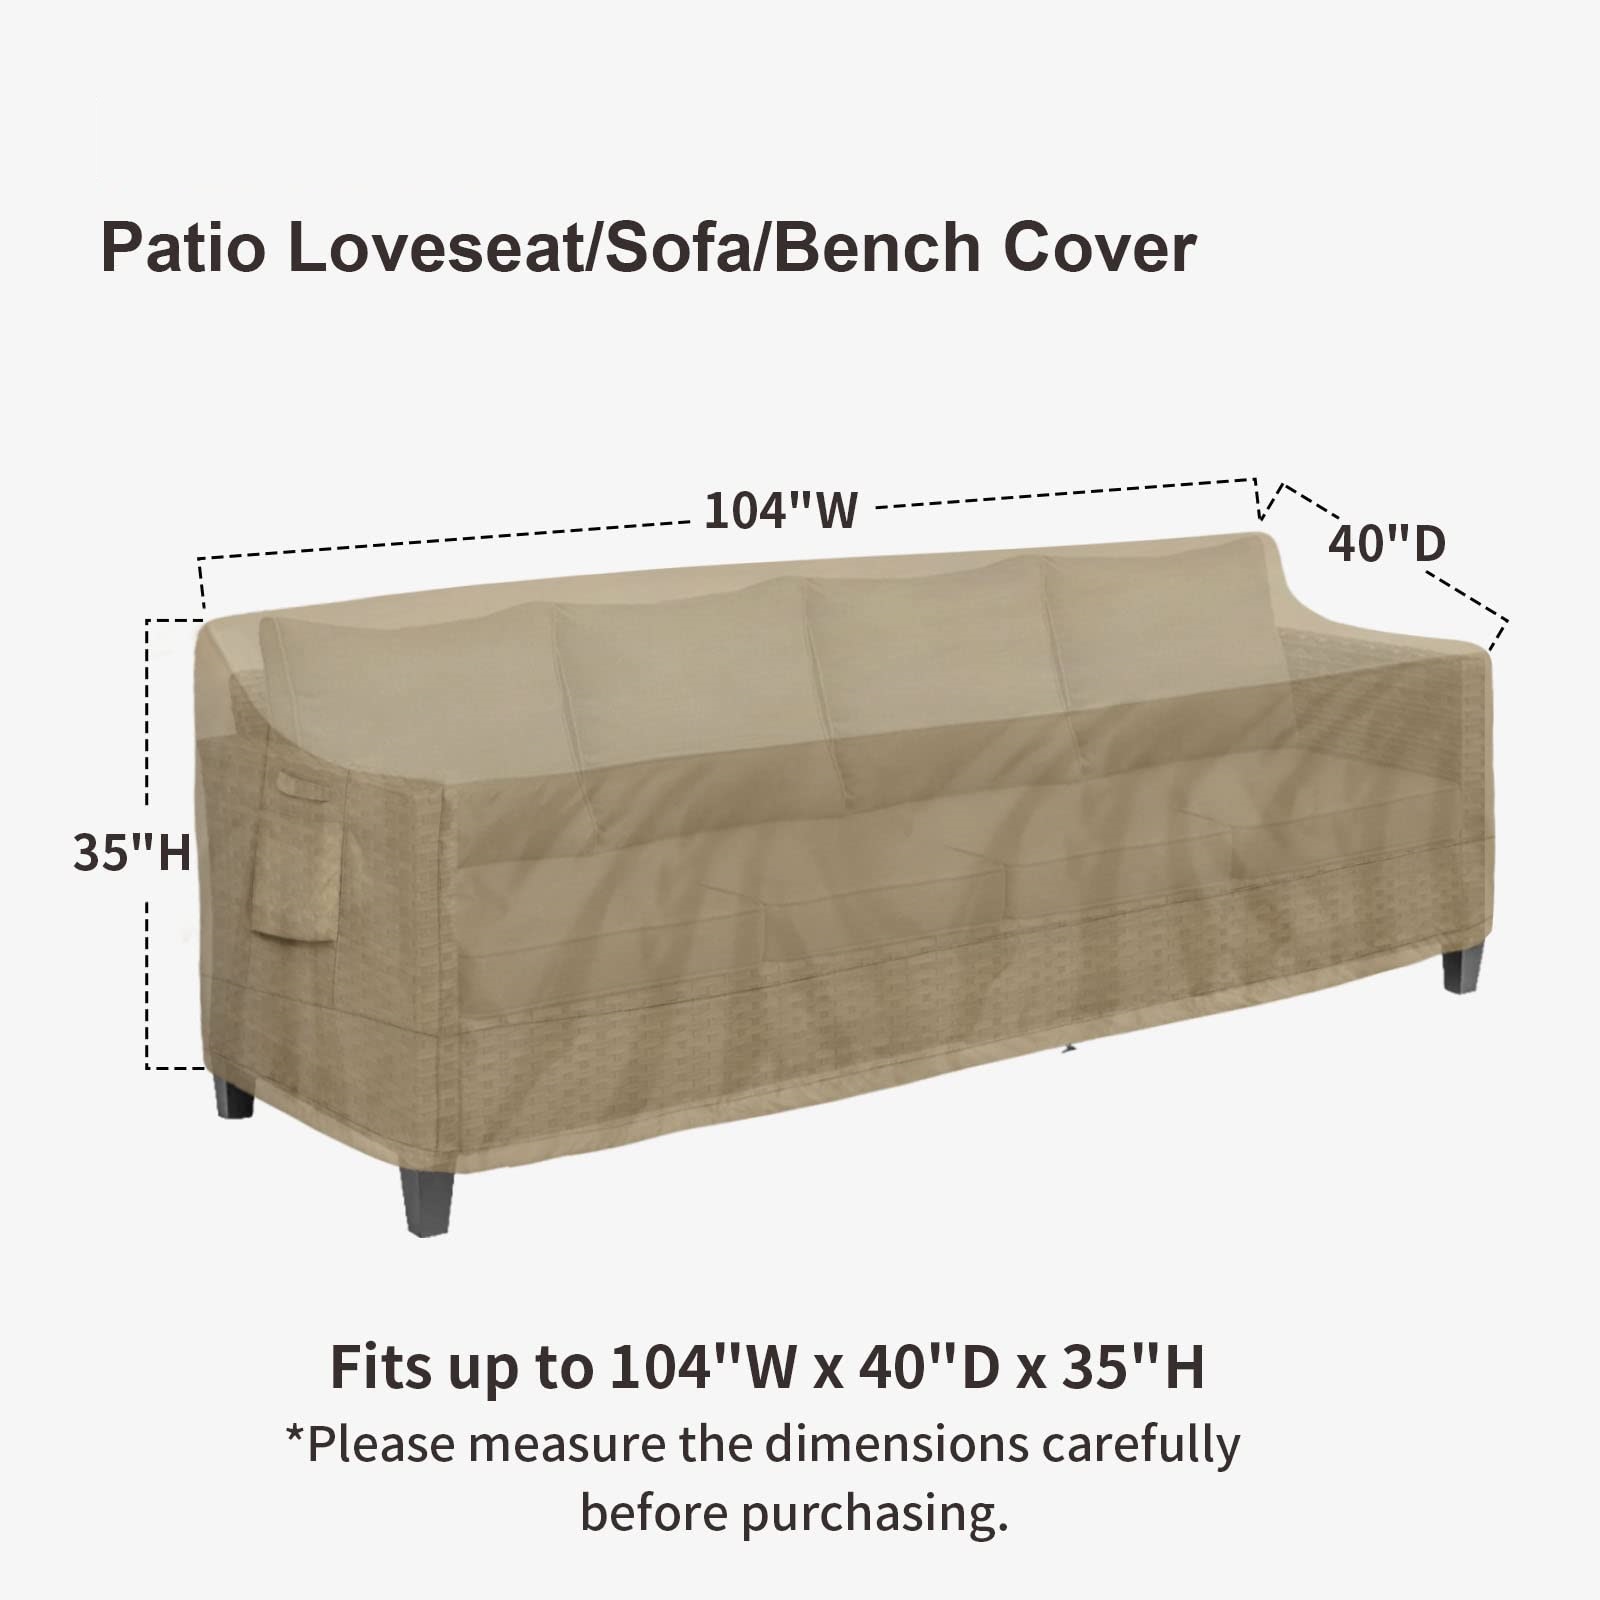 Patio Loveseat/Sofa/Bench Cover
104"W
40"D
35"H
Fits up to 104"W x 40"D x 35"H
*Please measure the dimensions carefully
before purchasing.